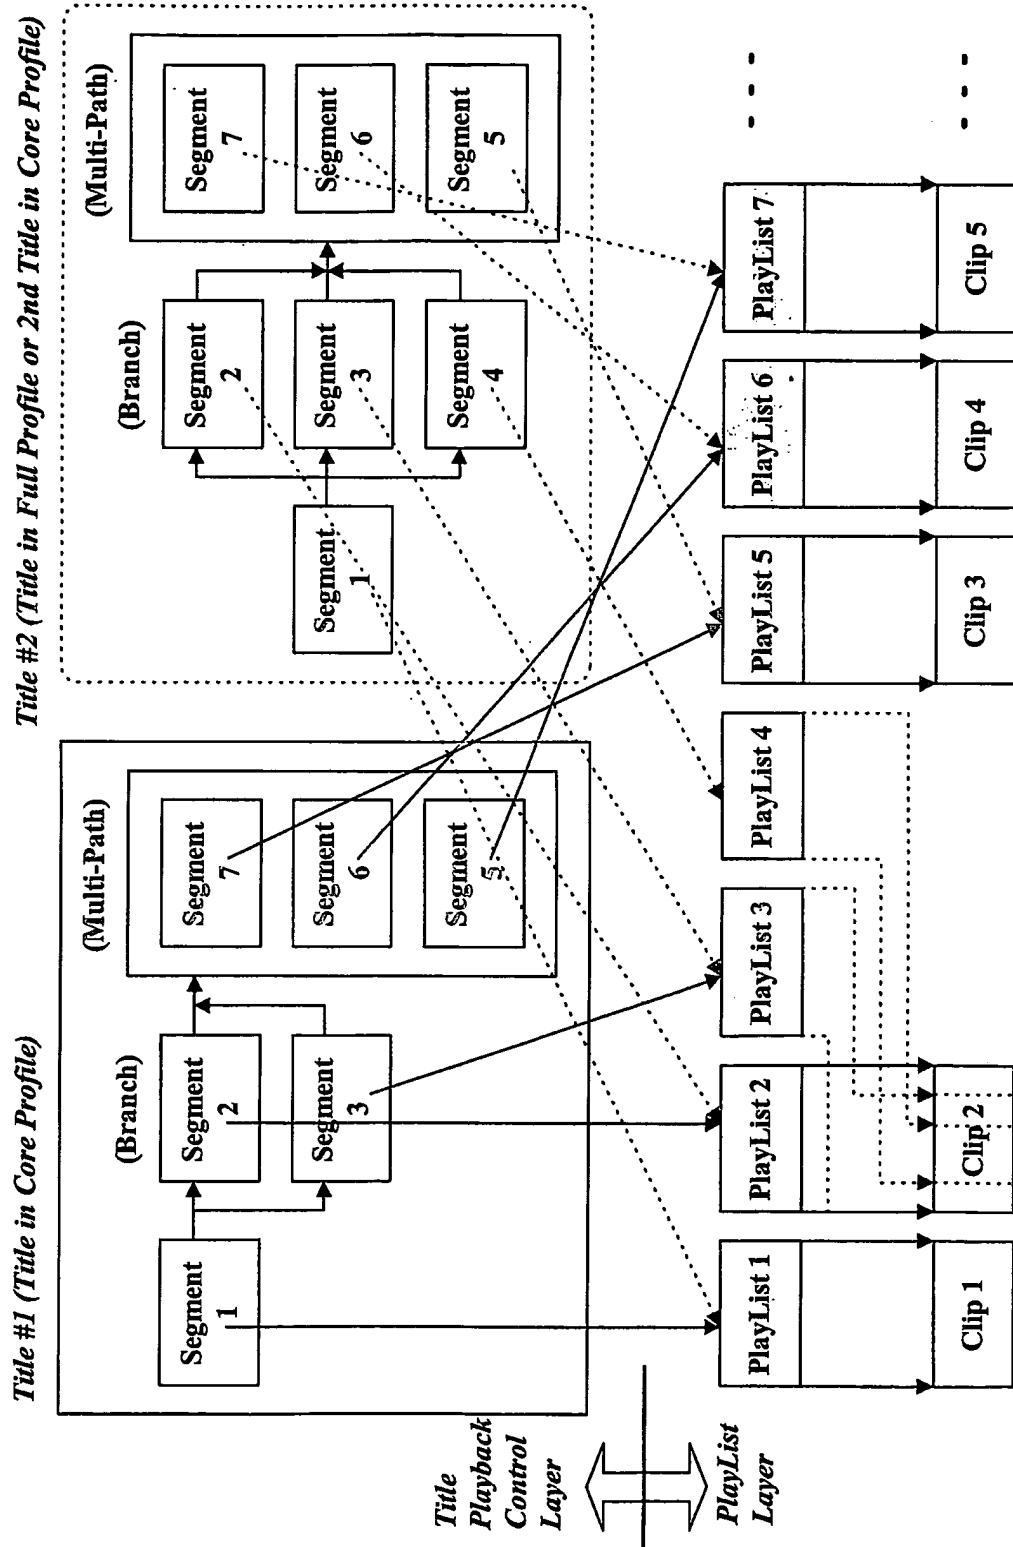 Title #1 (Title in Core Profile)
Title #2 (Title in Full Profile or 2nd Title in Core Profile)
(Branch)
(Multi-Path)
Segment
1
Segment
2
Segment
3
Segment
7
Segment
6
Segment
5
(Branch)
(Multi-Path)
Segment
1
Segment
2
Segment
3
Segment
4
Segment
7
Segment
6
Segment
5
Title
Playback
Control
Layer
PlayList
Layer
PlayList 1
PlayList 2
PlayList 3
PlayList 4
PlayList 5
PlayList 6
PlayList 7
Clip 1
Clip 2
Clip 3
Clip 4
Clip 5